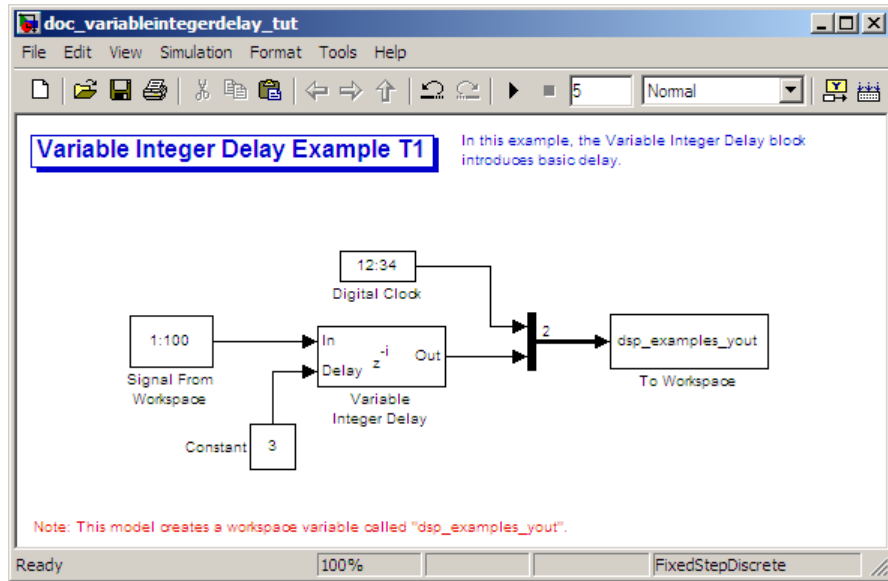 doc_variableintegerdelay_tut
File Edit View Simulation Format Tools Help
5 Normal
Variable Integer Delay Example T1
In this example, the Variable Integer Delay block
introduces basic delay.
12:34
Digital Clock
1:100
Signal From
Workspace
In
Delay
z-i
Out
Variable
Integer Delay
2
dsp_examples_yout
To Workspace
Constant
3
Note: This model creates a workspace variable called "dsp_examples_yout".
Ready 100% FixedStepDiscrete